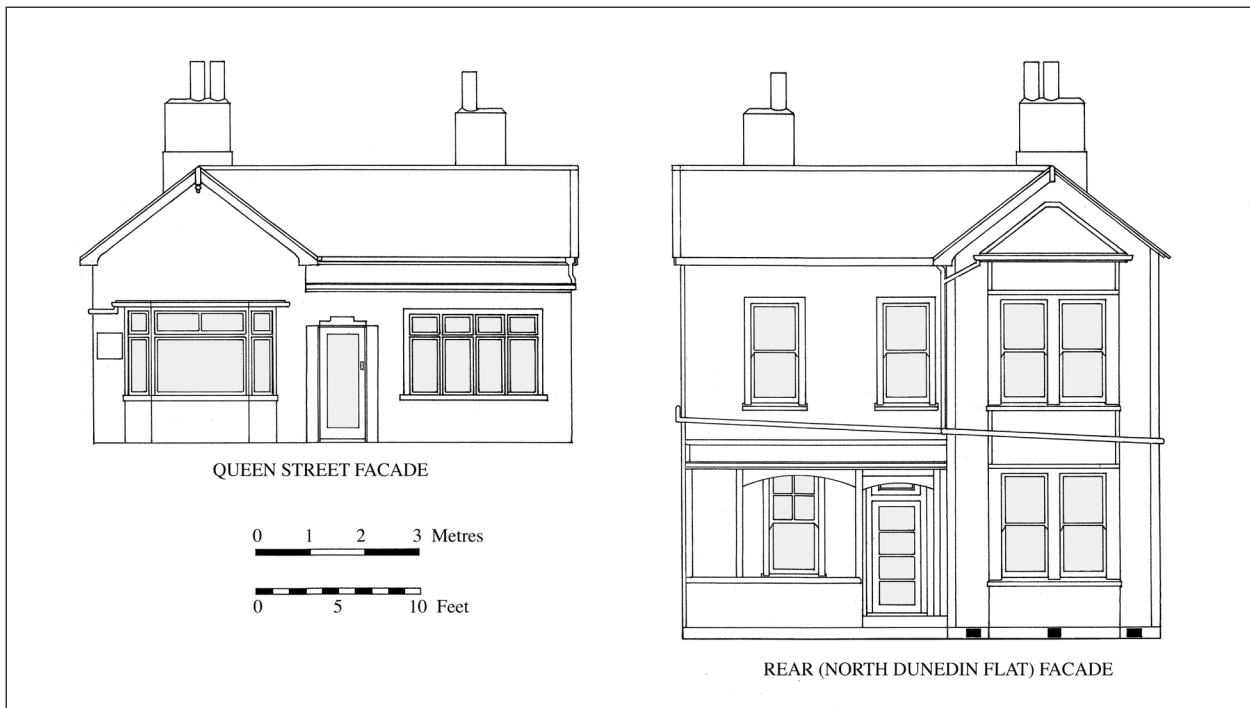 QUEEN STREET FACADE
0 1 2 3 Metres
0 5 10 Feet
REAR (NORTH DUNEDIN FLAT) FACADE